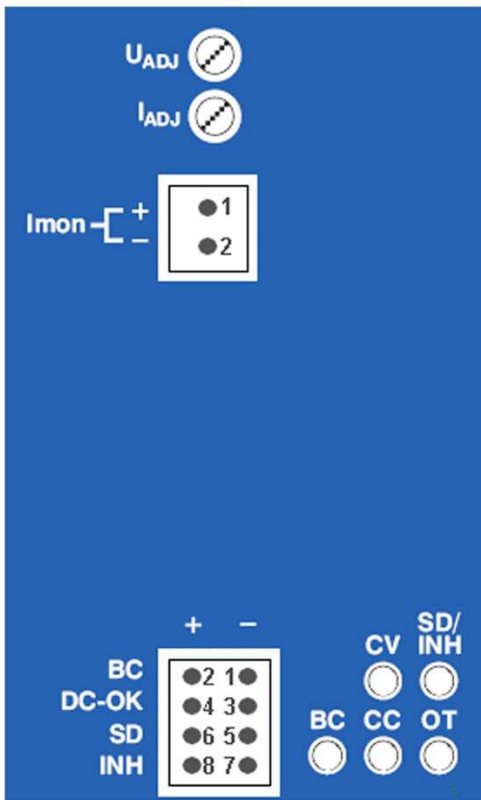 UADJ
IADJ
Imon + 1
− 2
+ −
SD/
CV INH
BC 2 1
DC-OK 4 3
SD 6 5
INH 8 7
BC CC OT